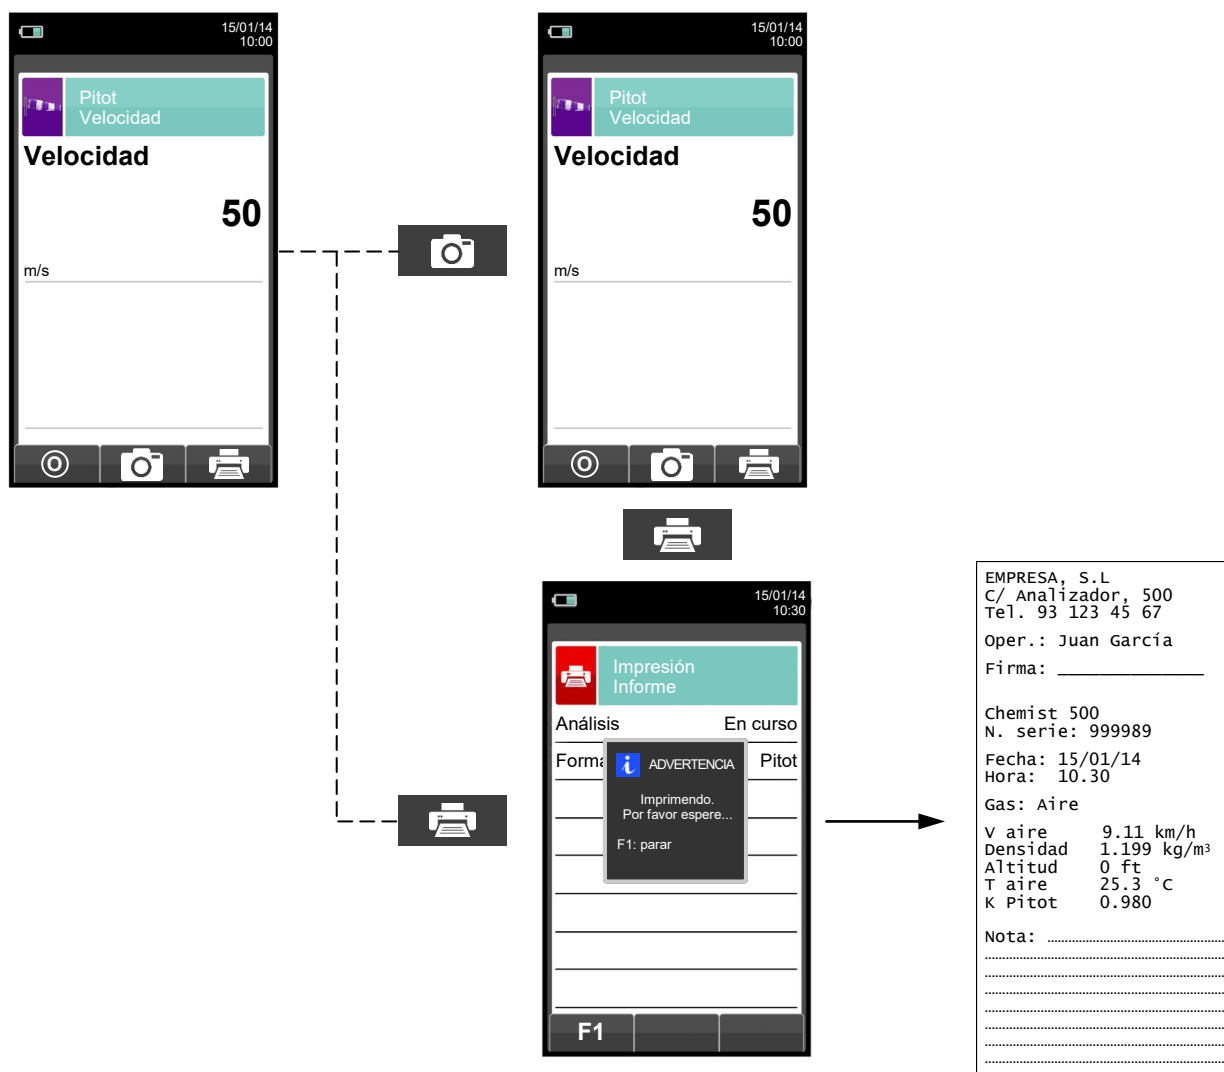 15/01/14
10:00
Pitot
Velocidad
Velocidad
50
m/s
15/01/14
10:00
Pitot
Velocidad
Velocidad
50
m/s
15/01/14
10:30
Impresión
Informe
Análisis En curso
Forma Pitot
i ADVERTENCIA
Imprimendo.
Por favor espere...
F1: parar
F1
EMPRESA, S.L
C/ Analizador, 500
Tel. 93 123 45 67
Oper.: Juan García
Firma: ______________
Chemist 500
N. serie: 999989
Fecha: 15/01/14
Hora: 10.30
Gas: Aire
V aire 9.11 km/h
Densidad 1.199 kg/m³
Altitud 0 ft
T aire 25.3 °C
K Pitot 0.980
Nota: ........................